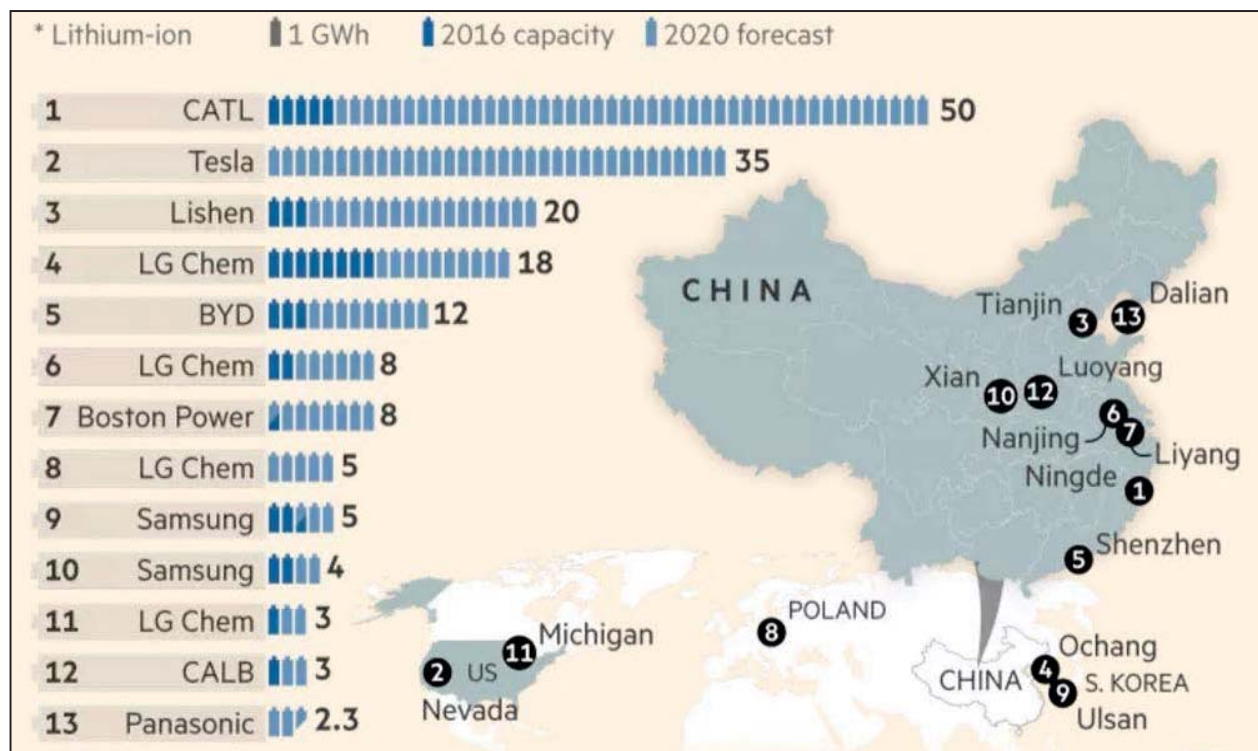 * Lithium-ion 1 GWh 2016 capacity 2020 forecast
1 CATL 50
2 Tesla 35
3 Lishen 20
4 LG Chem 18
5 BYD 12
6 LG Chem 8
7 Boston Power 8
8 LG Chem 5
9 Samsung 5
10 Samsung 4
11 LG Chem 3
12 CALB 3
13 Panasonic 2.3
CHINA
Tianjin 3
Dalian 13
Xian 10
Luoyang 12
Nanjing 6
Liyang 7
Ningde 1
Shenzhen 5
Michigan 11
US
Nevada 2
POLAND 8
CHINA
Ochang 4
S. KOREA
Ulsan 9